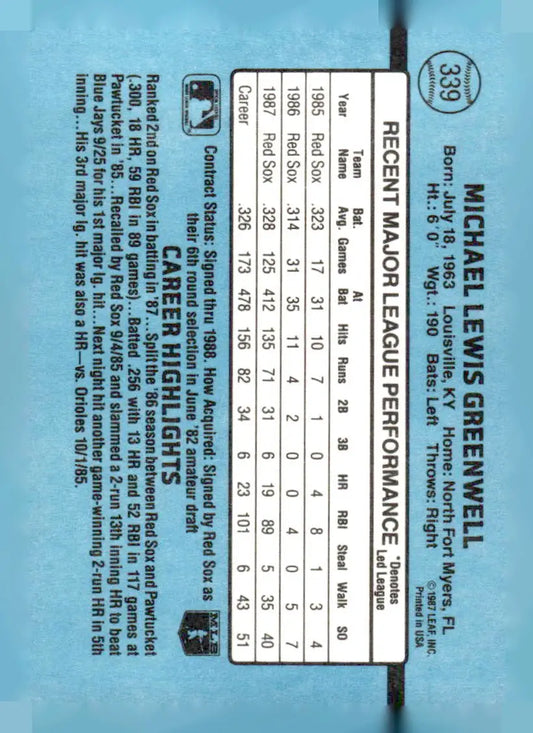 339
MICHAEL LEWIS GREENWELL
Born: July 18, 1963 Louisville, KY Home: North Fort Myers, FL
Ht.: 6'0" Wgt.: 190 Bats: Left Throws: Right
©1987 LEAF, INC.
Printed in USA
RECENT MAJOR LEAGUE PERFORMANCE
*Denotes
Led League
Year Team Name Bat. Avg. Games At Bat Hits Runs 2B 3B HR RBI Steal Walk SO
1985 Red Sox .323 17 31 10 7 1 0 4 8 1 3 4
1986 Red Sox .314 31 35 11 4 2 0 0 4 0 5 7
1987 Red Sox .328 125 412 135 71 31 6 19 89 5 35 40
Career .326 173 478 156 82 34 6 23 101 6 43 51
Contract Status: Signed thru 1988. How Acquired: Signed by Red Sox as
their 6th round selection in June '82 amateur draft
MLB
CAREER HIGHLIGHTS
Ranked 2nd on Red Sox in batting in '87...Split the '86 season between Red Sox and Pawtucket
(.300, 18 HR, 59 RBI in 89 games)...Batted .256 with 13 HR and 52 RBI in 117 games at
Pawtucket in '85...Recalled by Red Sox 9/4/85 and slammed a 2-run 13th inning HR to beat
Blue Jays 9/25 for his 1st major lg. hit...Next night hit another game-winning 2-run HR in 5th
inning...His 3rd major lg. hit was also a HR—vs. Orioles 10/1/85.